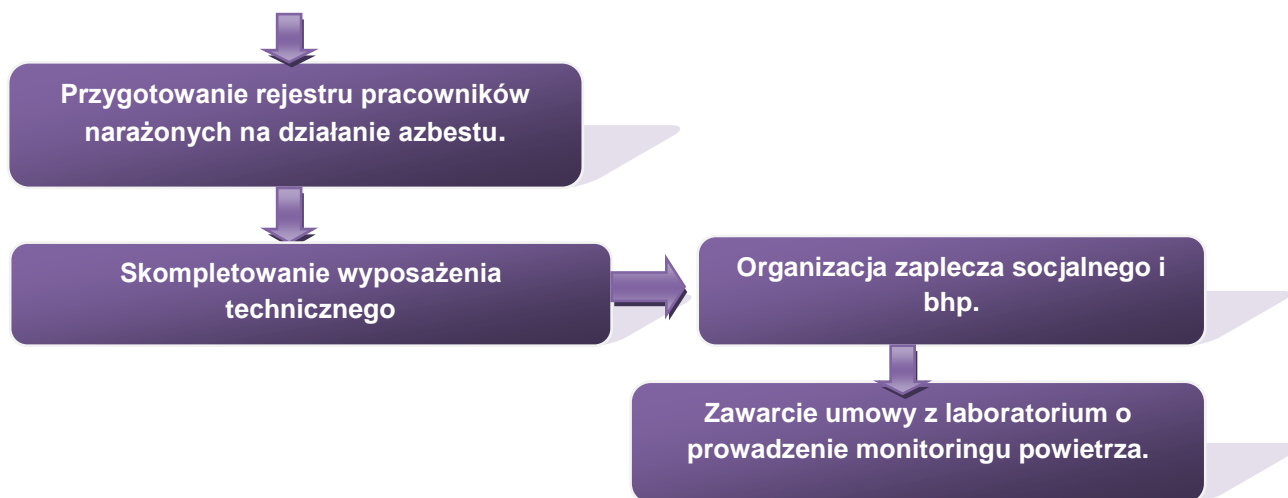 Przygotowanie rejestru pracowników
narażonych na działanie azbestu.
Skompletowanie wyposażenia
technicznego
Organizacja zaplecza socjalnego i
bhp.
Zawarcie umowy z laboratorium o
prowadzenie monitoringu powietrza.